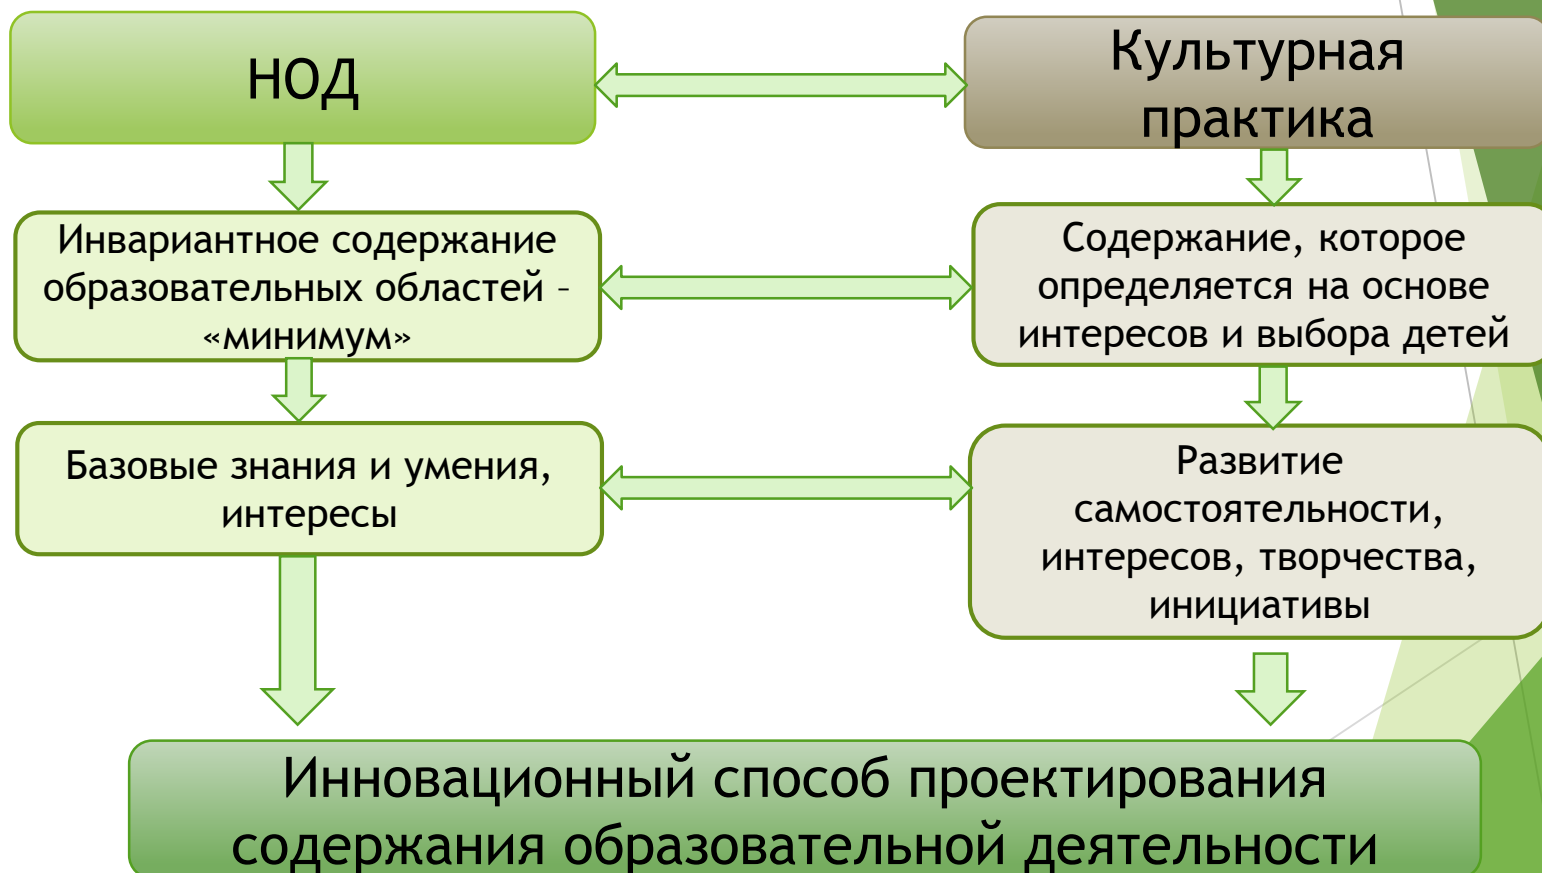 НОД
Культурная
практика
Инвариантное содержание
образовательных областей –
«минимум»
Содержание, которое
определяется на основе
интересов и выбора детей
Базовые знания и умения,
интересы
Развитие
самостоятельности,
интересов, творчества,
инициативы
Инновационный способ проектирования
содержания образовательной деятельности